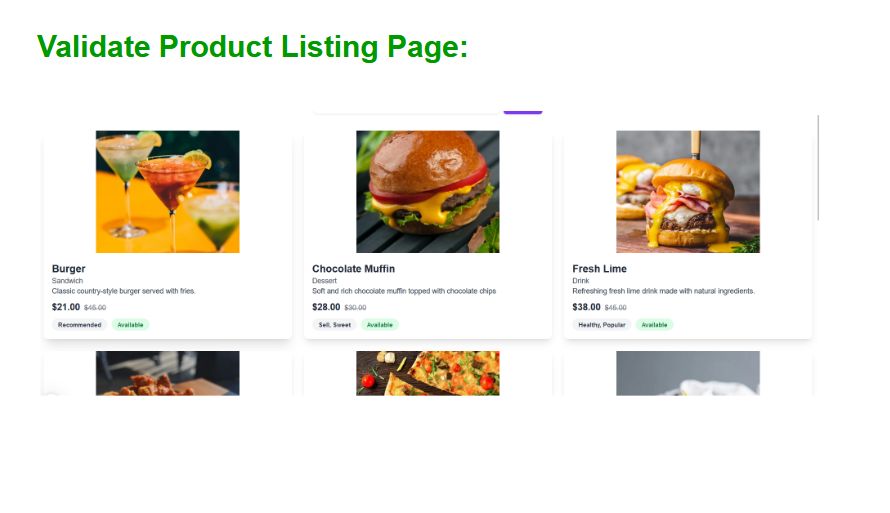 Validate Product Listing Page:
Burger
Sandwich
Classic country-style burger served with fries.
$21.00 $45.00
Recommended Available
Chocolate Muffin
Dessert
Soft and rich chocolate muffin topped with chocolate chips
$28.00 $30.00
Sell, Sweet Available
Fresh Lime
Drink
Refreshing fresh lime drink made with natural ingredients.
$38.00 $45.00
Healthy, Popular Available